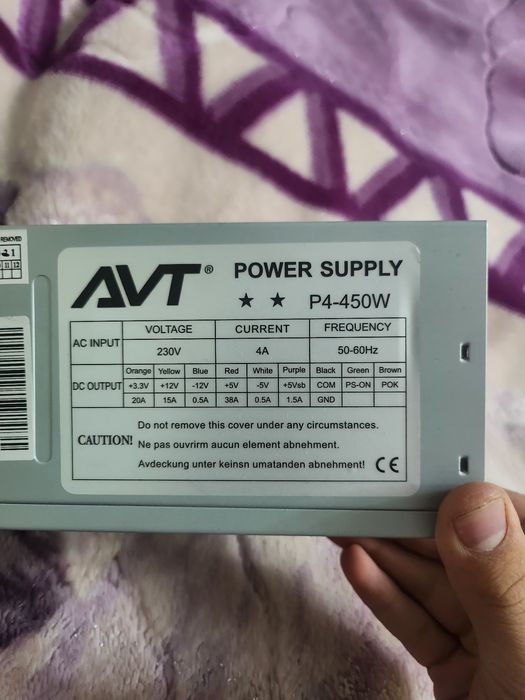 REMOVED
11 12
AVT® POWER SUPPLY
★ ★ P4-450W
AC INPUT VOLTAGE CURRENT FREQUENCY
230V 4A 50-60Hz
DC OUTPUT Orange Yellow Blue Red White Purple Black Green Brown
+3.3V +12V -12V +5V -5V +5Vsb COM PS-ON POK
20A 15A 0.5A 38A 0.5A 1.5A GND
CAUTION! Do not remove this cover under any circumstances.
Ne pas ouvrirm aucun element abnehment.
Avdeckung unter keinsn umatanden abnehment! CE